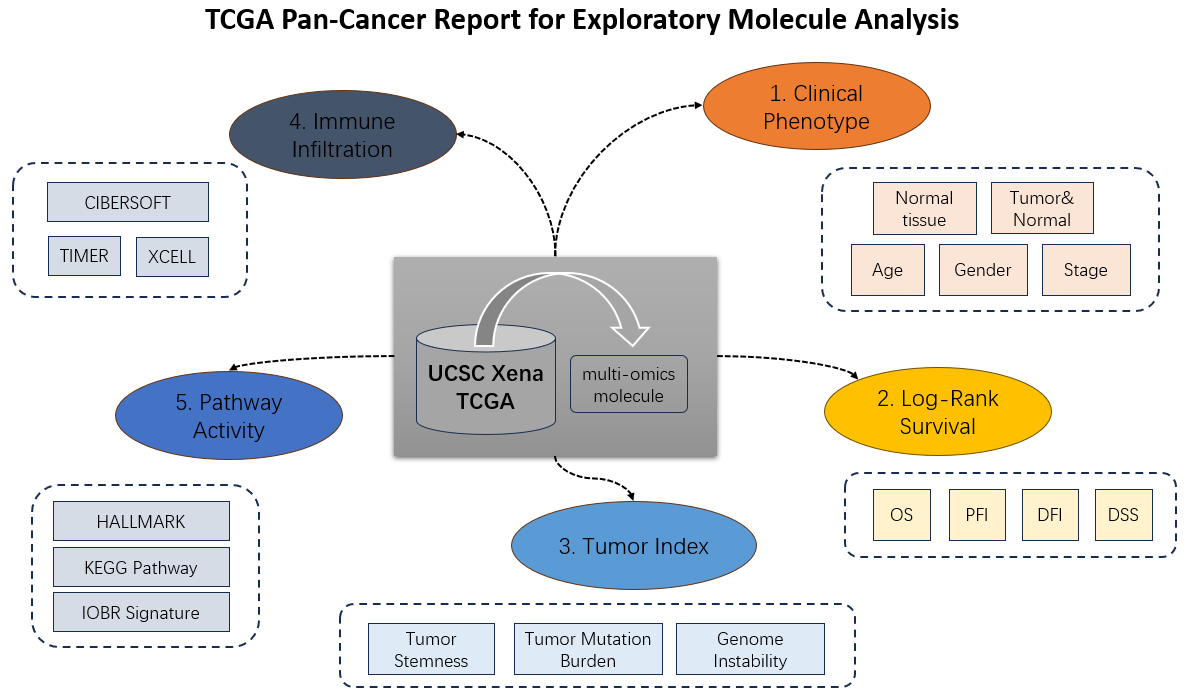 TCGA Pan-Cancer Report for Exploratory Molecule Analysis
4. Immune
Infiltration
1. Clinical
Phenotype
CIBERSOFT
TIMER
XCELL
Normal
tissue
Tumor&
Normal
Age
Gender
Stage
UCSC Xena
TCGA
multi-omics
molecule
5. Pathway
Activity
2. Log-Rank
Survival
HALLMARK
KEGG Pathway
IOBR Signature
OS
PFI
DFI
DSS
3. Tumor Index
Tumor
Stemness
Tumor Mutation
Burden
Genome
Instability